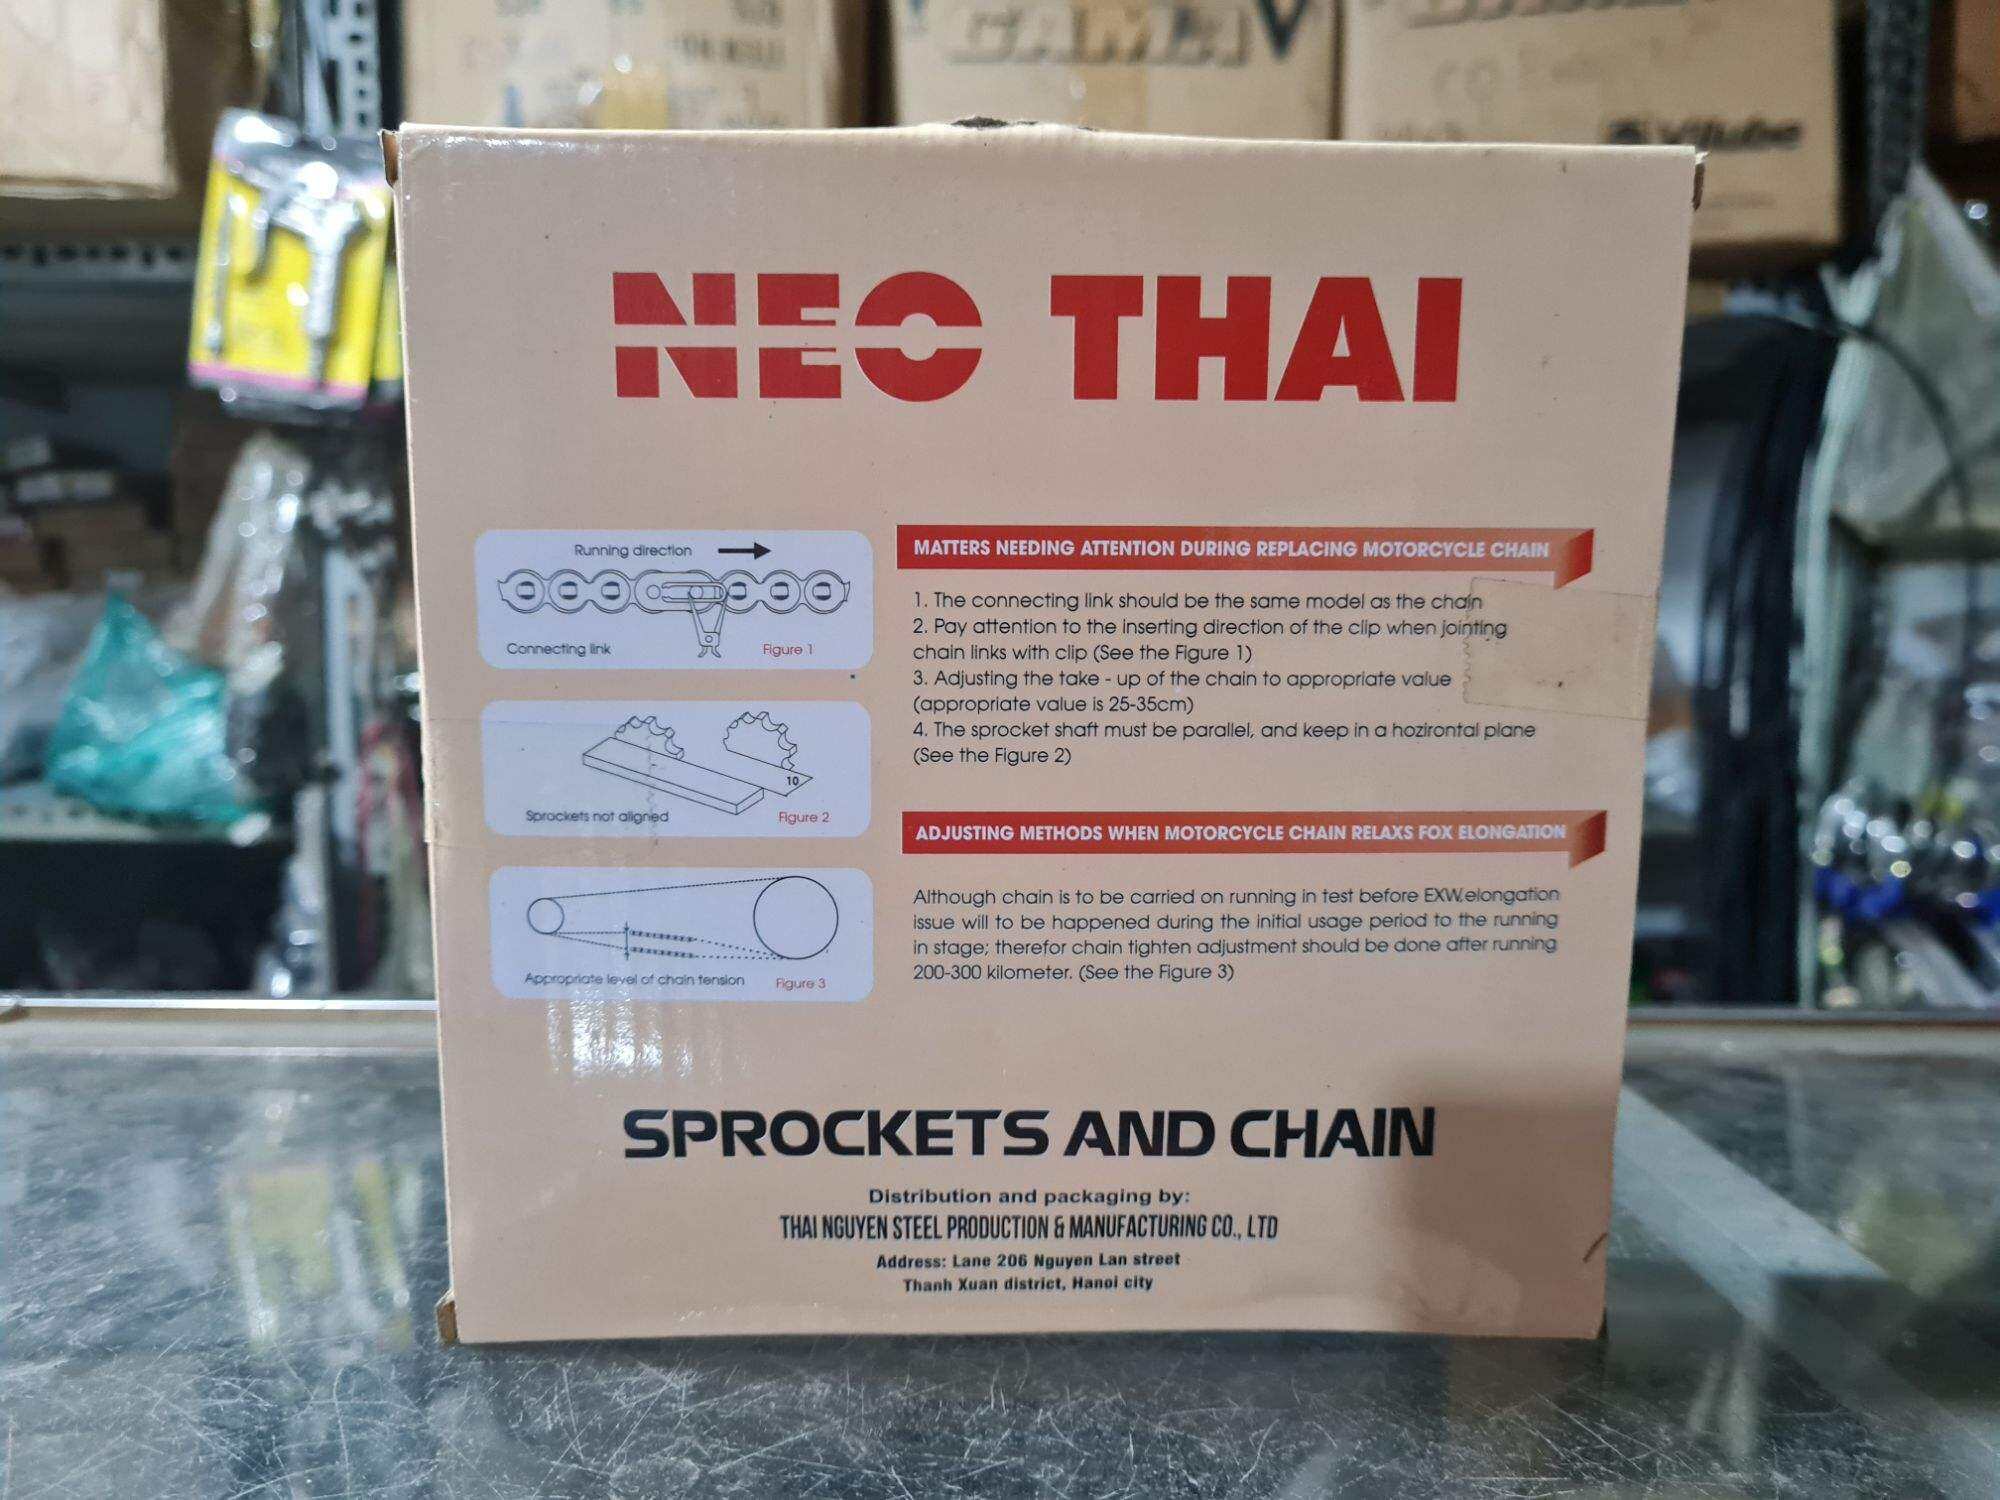 Vilube
NEO THAI
Running direction
Connecting link
Figure 1
10
Sprockets not aligned
Figure 2
Appropriate level of chain tension
Figure 3
MATTERS NEEDING ATTENTION DURING REPLACING MOTORCYCLE CHAIN
1. The connecting link should be the same model as the chain
2. Pay attention to the inserting direction of the clip when jointing
chain links with clip (See the Figure 1)
3. Adjusting the take - up of the chain to appropriate value
(appropriate value is 25-35cm)
4. The sprocket shaft must be parallel, and keep in a hozirontal plane
(See the Figure 2)
ADJUSTING METHODS WHEN MOTORCYCLE CHAIN RELAXS FOX ELONGATION
Although chain is to be carried on running in test before EXW.elongation
issue will to be happened during the initial usage period to the running
in stage; therefor chain tighten adjustment should be done after running
200-300 kilometer. (See the Figure 3)
SPROCKETS AND CHAIN
Distribution and packaging by:
THAI NGUYEN STEEL PRODUCTION & MANUFACTURING CO., LTD
Address: Lane 206 Nguyen Lan street
Thanh Xuan district, Hanoi city